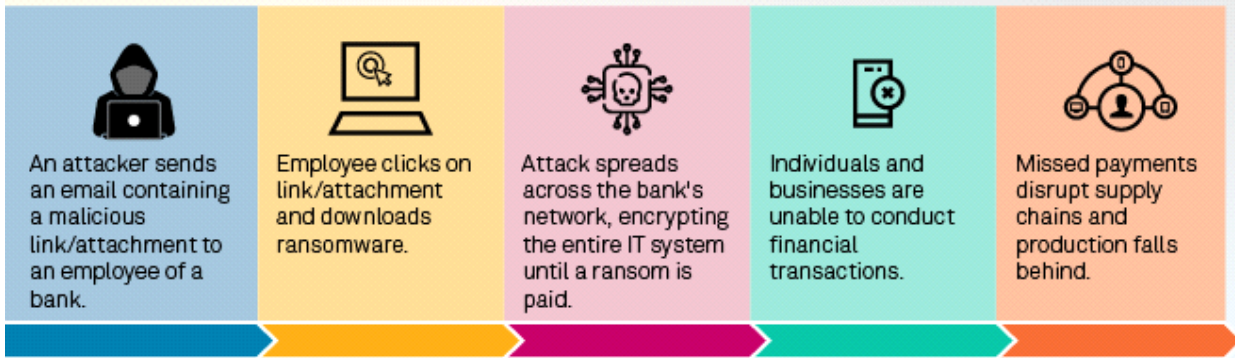 An attacker sends
an email containing
a malicious
link/attachment to
an employee of a
bank.
Employee clicks on
link/attachment
and downloads
ransomware.
Attack spreads
across the bank's
network, encrypting
the entire IT system
until a ransom is
paid.
Individuals and
businesses are
unable to conduct
financial
transactions.
Missed payments
disrupt supply
chains and
production falls
behind.